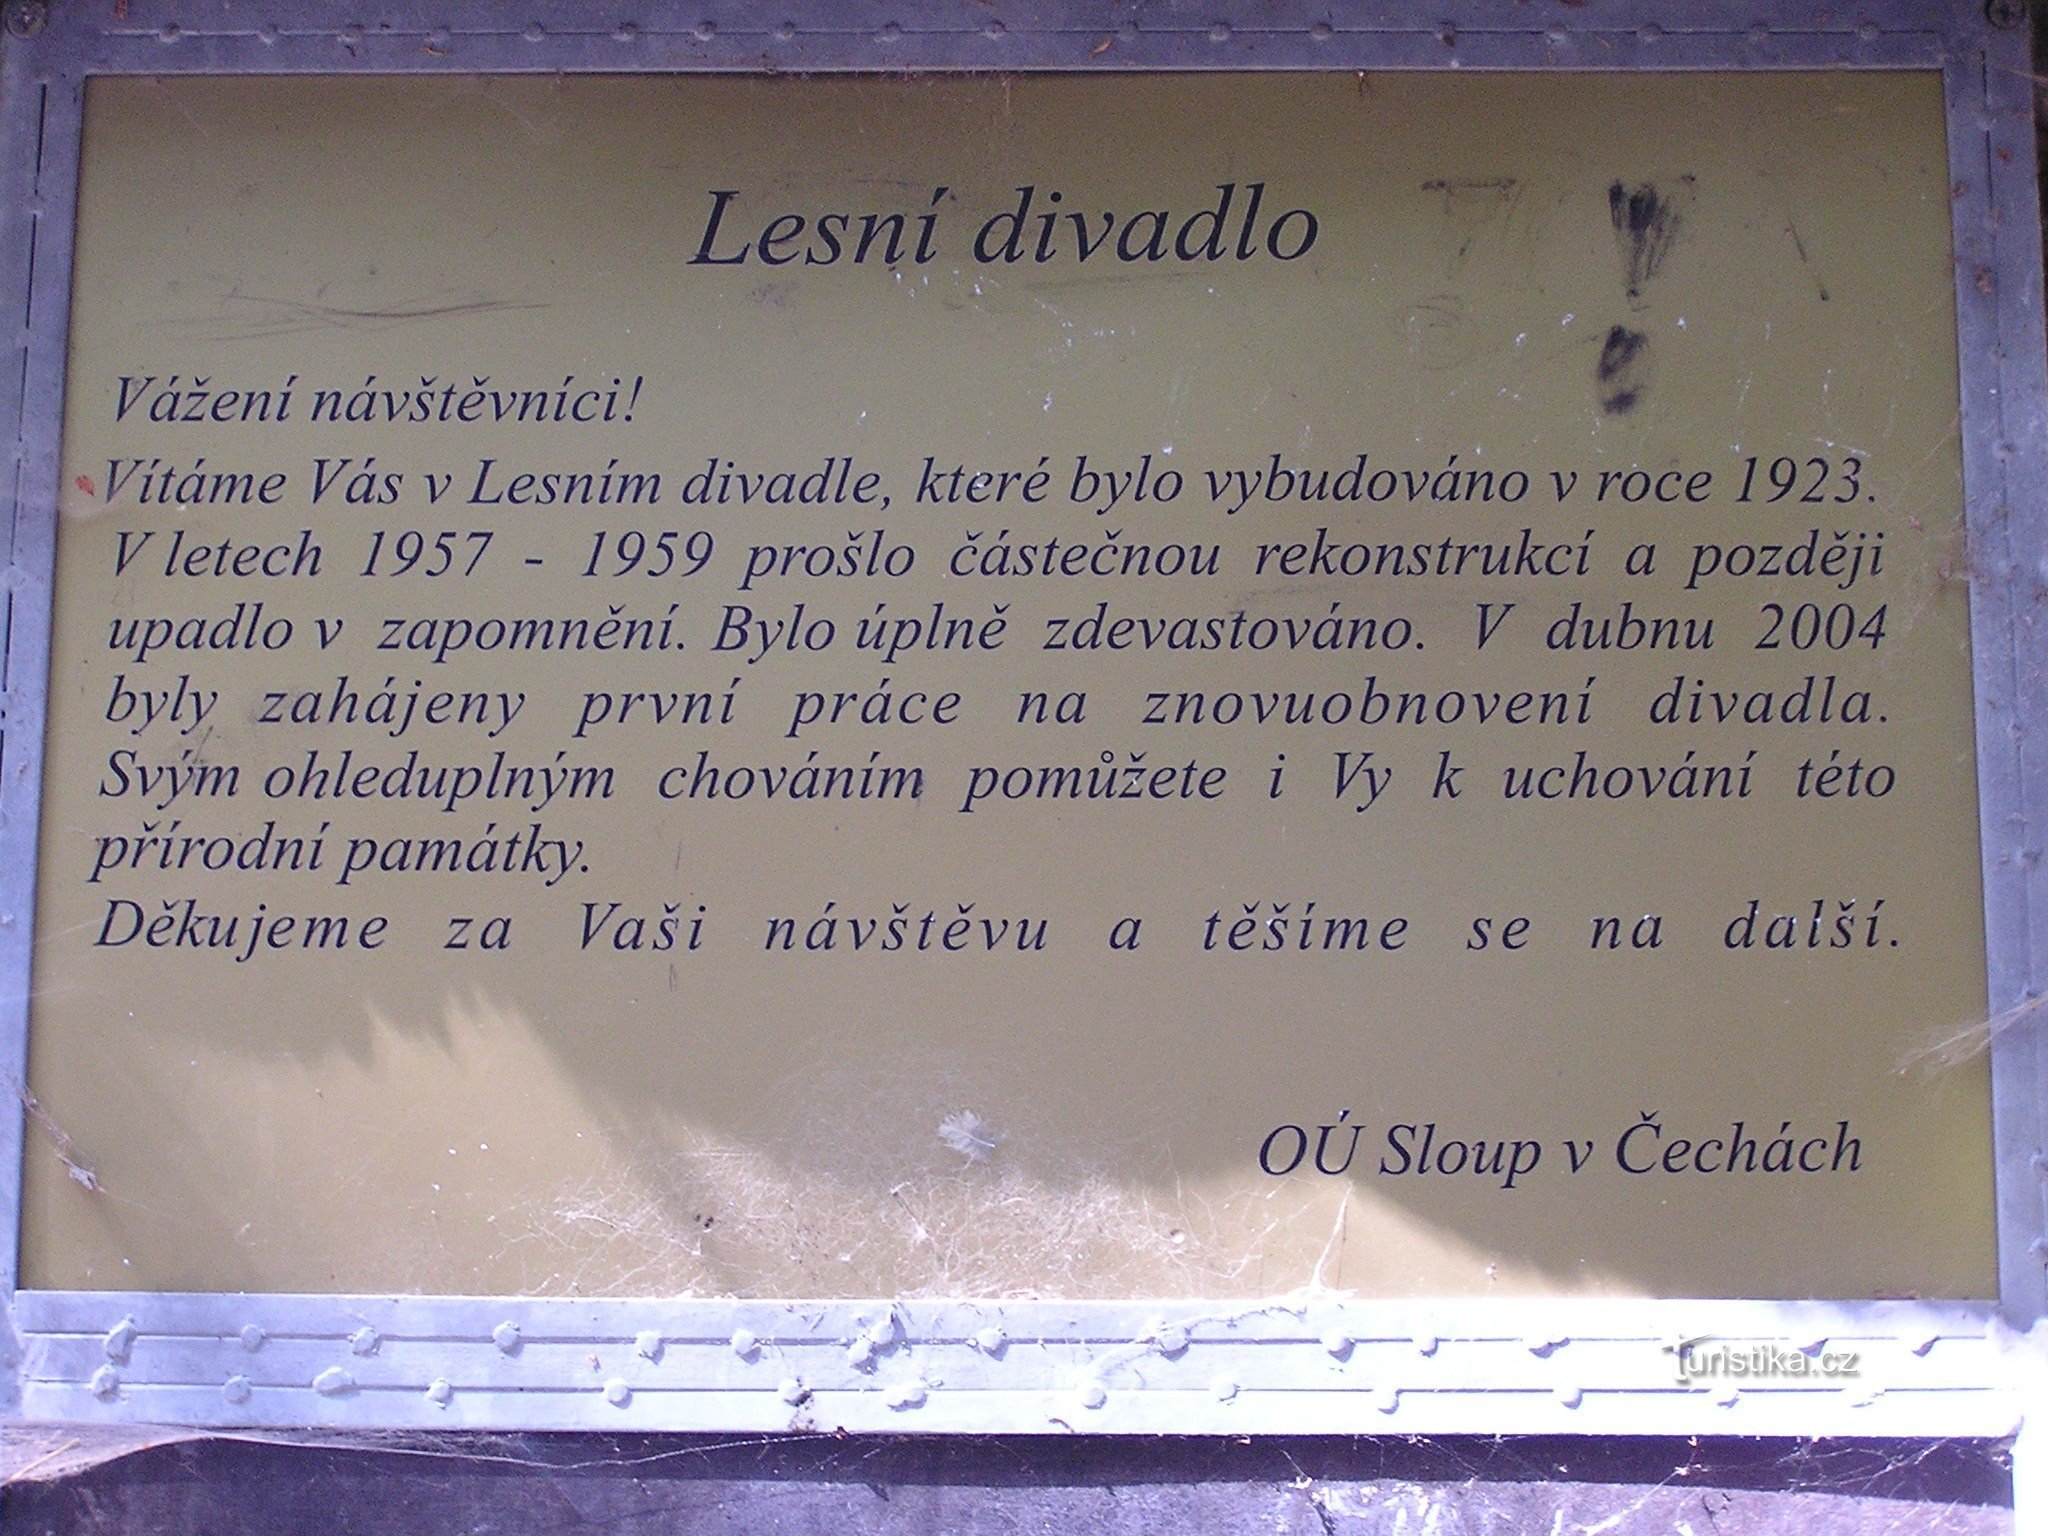 Lesní divadlo
Vážení návštěvníci!
Vítáme Vás v Lesním divadle, které bylo vybudováno v roce 1923.
V letech 1957 - 1959 prošlo částečnou rekonstrukcí a později
upadlo v zapomnění. Bylo úplně zdevastováno. V dubnu 2004
byly zahájeny první práce na znovuobnovení divadla.
Svým ohleduplným chováním pomůžete i Vy k uchování této
přírodní památky.
Děkujeme za Vaši návštěvu a těšíme se na další.
OÚ Sloup v Čechách
Turistika.cz